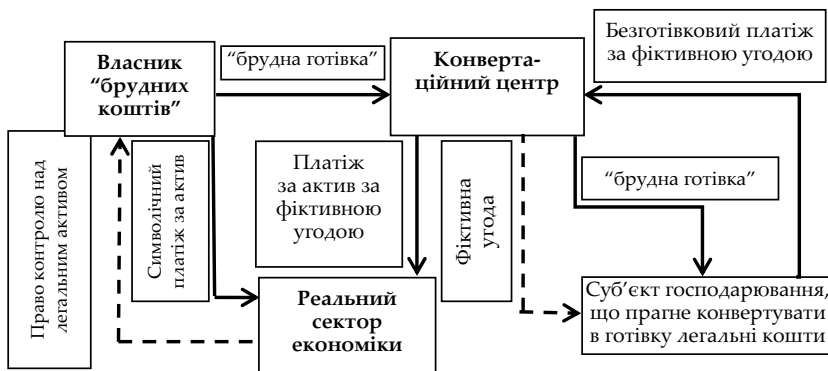 Власник
“брудних
коштів”
“брудна готівка”
Конверта-
ційний центр
Безготівковий платіж
за фіктивною угодою
Право контролю над
легальним активом
Символічний
платіж за актив
Платіж
за актив за
фіктивною
угодою
Фіктивна
угода
“брудна готівка”
Реальний
сектор
економіки
Суб’єкт господарювання,
що прагне конвертувати
в готівку легальні кошти